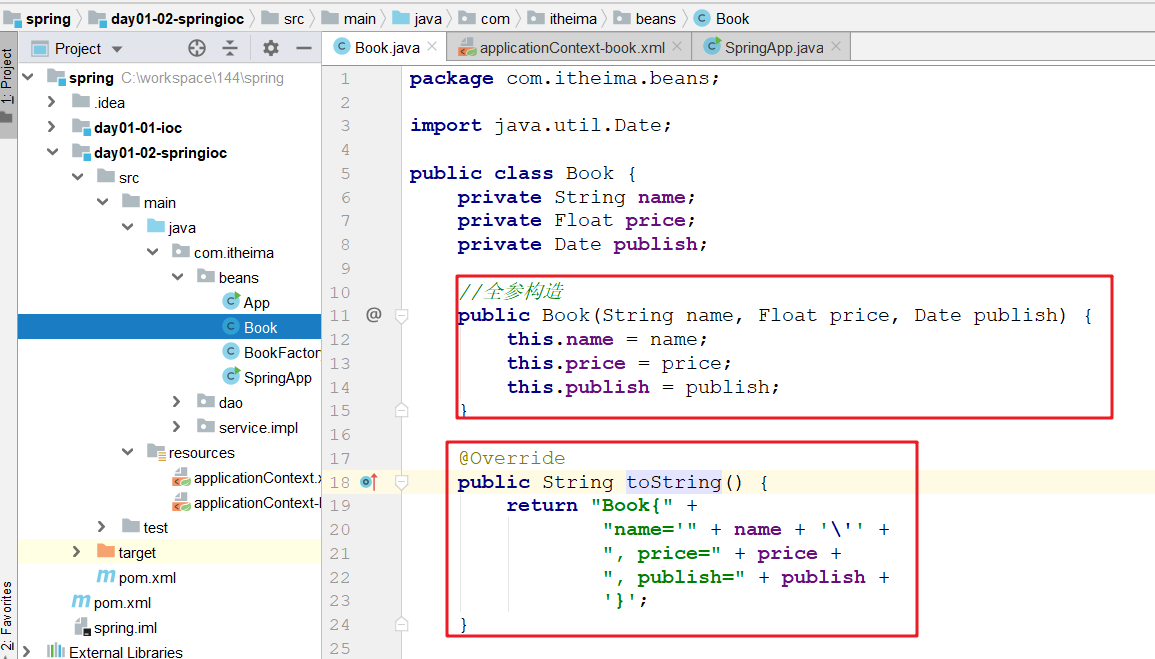 spring day01-02-springioc src main java com itheima beans Book
Project
Book.java applicationContext-book.xml SpringApp.java
1: Project
2: Favorites
spring C:\workspace\144\spring
.idea
day01-01-ioc
day01-02-springioc
src
main
java
com.itheima
beans
App
Book
BookFactor
SpringApp
dao
service.impl
resources
applicationContext.x
applicationContext-b
test
target
pom.xml
pom.xml
spring.iml
External Libraries
1 package com.itheima.beans;
2
3 import java.util.Date;
4
5 public class Book {
6 private String name;
7 private Float price;
8 private Date publish;
9
10 //全参构造
11 @ public Book(String name, Float price, Date publish) {
12 this.name = name;
13 this.price = price;
14 this.publish = publish;
15 }
16
17 @Override
18 public String toString() {
19 return "Book{" +
20 "name='" + name + '\'' +
21 ", price=" + price +
22 ", publish=" + publish +
23 '}';
24 }
25